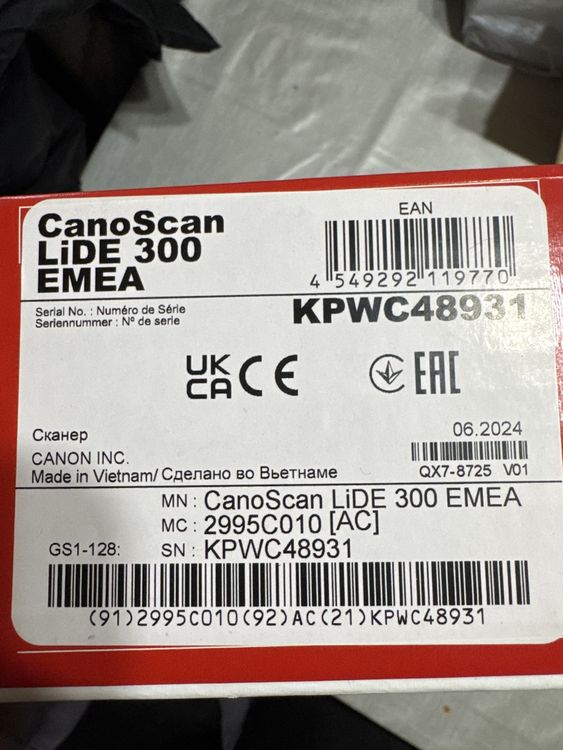 CanoScan
LiDE 300
EMEA
EAN
4 549292 119770
Serial No. : Numéro de Série
Seriennummer : Nº de serie
KPWC48931
UK
CA CE
EAC
Сканер
06.2024
CANON INC.
Made in Vietnam/ Сделано во Вьетнаме
QX7-8725 V01
MN : CanoScan LiDE 300 EMEA
MC : 2995C010 [AC]
GS1-128: SN : KPWC48931
(91)2995C010(92)AC(21)KPWC48931